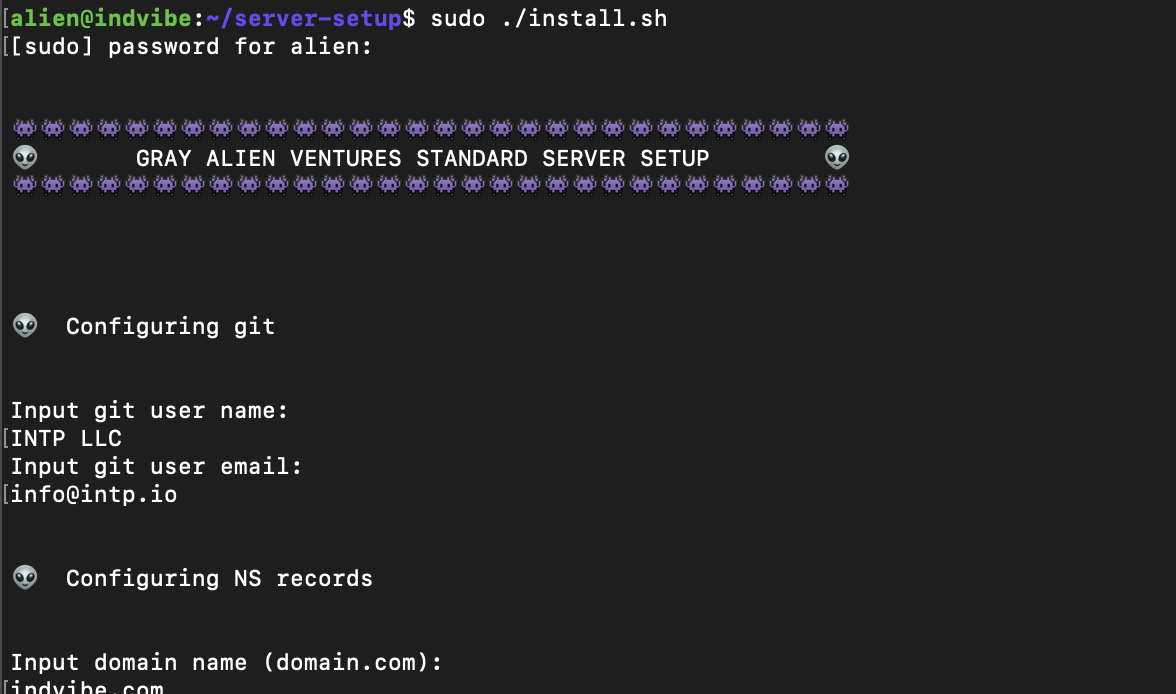 alien@indvibe:~/server-setup$ sudo ./install.sh
[sudo] password for alien:
GRAY ALIEN VENTURES STANDARD SERVER SETUP
Configuring git
Input git user name:
INTP LLC
Input git user email:
info@intp.io
Configuring NS records
Input domain name (domain.com):
indvibe.com